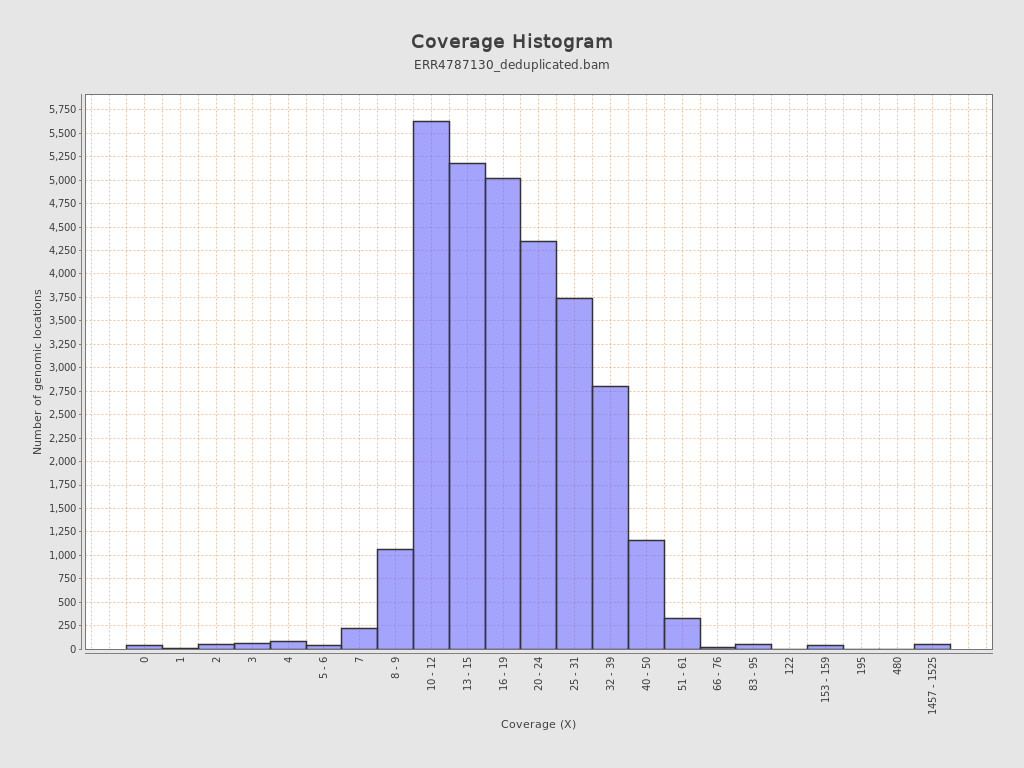 Coverage Histogram
ERR4787130_deduplicated.bam
Number of genomic locations
5,750
5,500
5,250
5,000
4,750
4,500
4,250
4,000
3,750
3,500
3,250
3,000
2,750
2,500
2,250
2,000
1,750
1,500
1,250
1,000
750
500
250
0
0
1
2
3
4
5 - 6
7
8 - 9
10 - 12
13 - 15
16 - 19
20 - 24
25 - 31
32 - 39
40 - 50
51 - 61
66 - 76
83 - 95
122
153 - 159
195
480
1457 - 1525
Coverage (X)